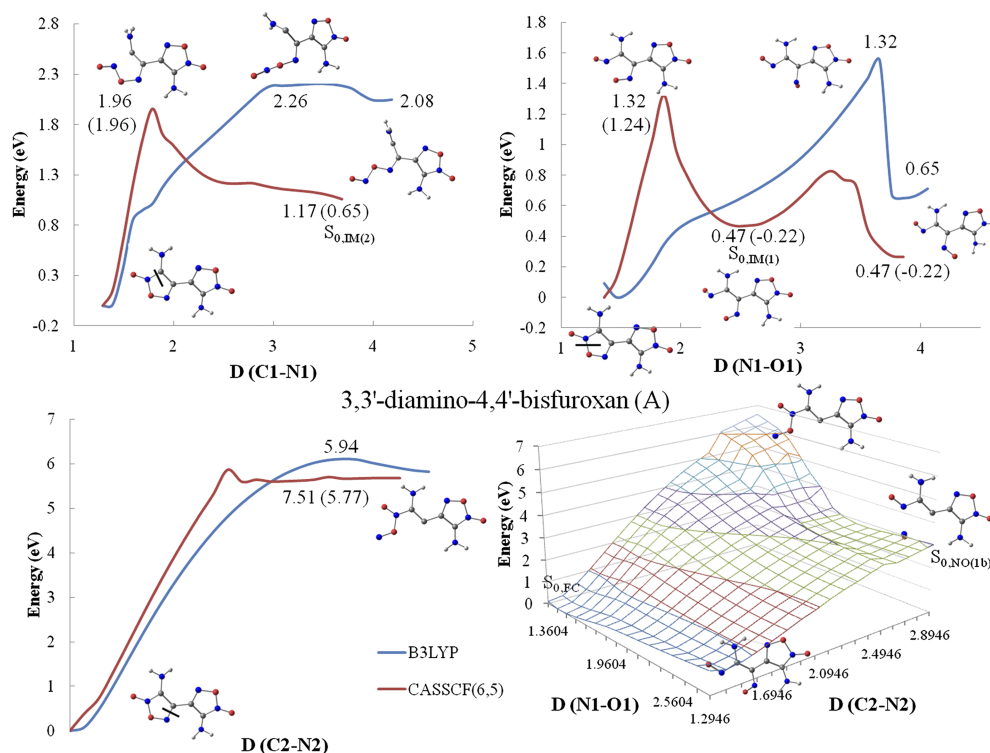 2.8
2.3
1.8
1.3
0.8
0.3
-0.2
Energy (eV)
1.96
(1.96)
2.26
2.08
1.17 (0.65)
S0,IM(2)
1 2 3 4 5
D (C1-N1)
1.8
1.6
1.4
1.2
1
0.8
0.6
0.4
0.2
0
-0.2
Energy (eV)
1.32
(1.24)
1.32
0.65
0.47 (-0.22)
S0,IM(1)
0.47 (-0.22)
1 2 3 4
D (N1-O1)
3,3'-diamino-4,4'-bisfuroxan (A)
7
6
5
4
3
2
1
0
Energy (eV)
5.94
7.51 (5.77)
B3LYP
CASSCF(6,5)
1 2 3 4 5
D (C2-N2)
7
6
5
4
3
2
1
0
Energy (eV)
S0,FC
S0,NO(1b)
1.3604
1.9604
2.5604
D (N1-O1)
1.2946
1.6946
2.0946
2.4946
2.8946
D (C2-N2)